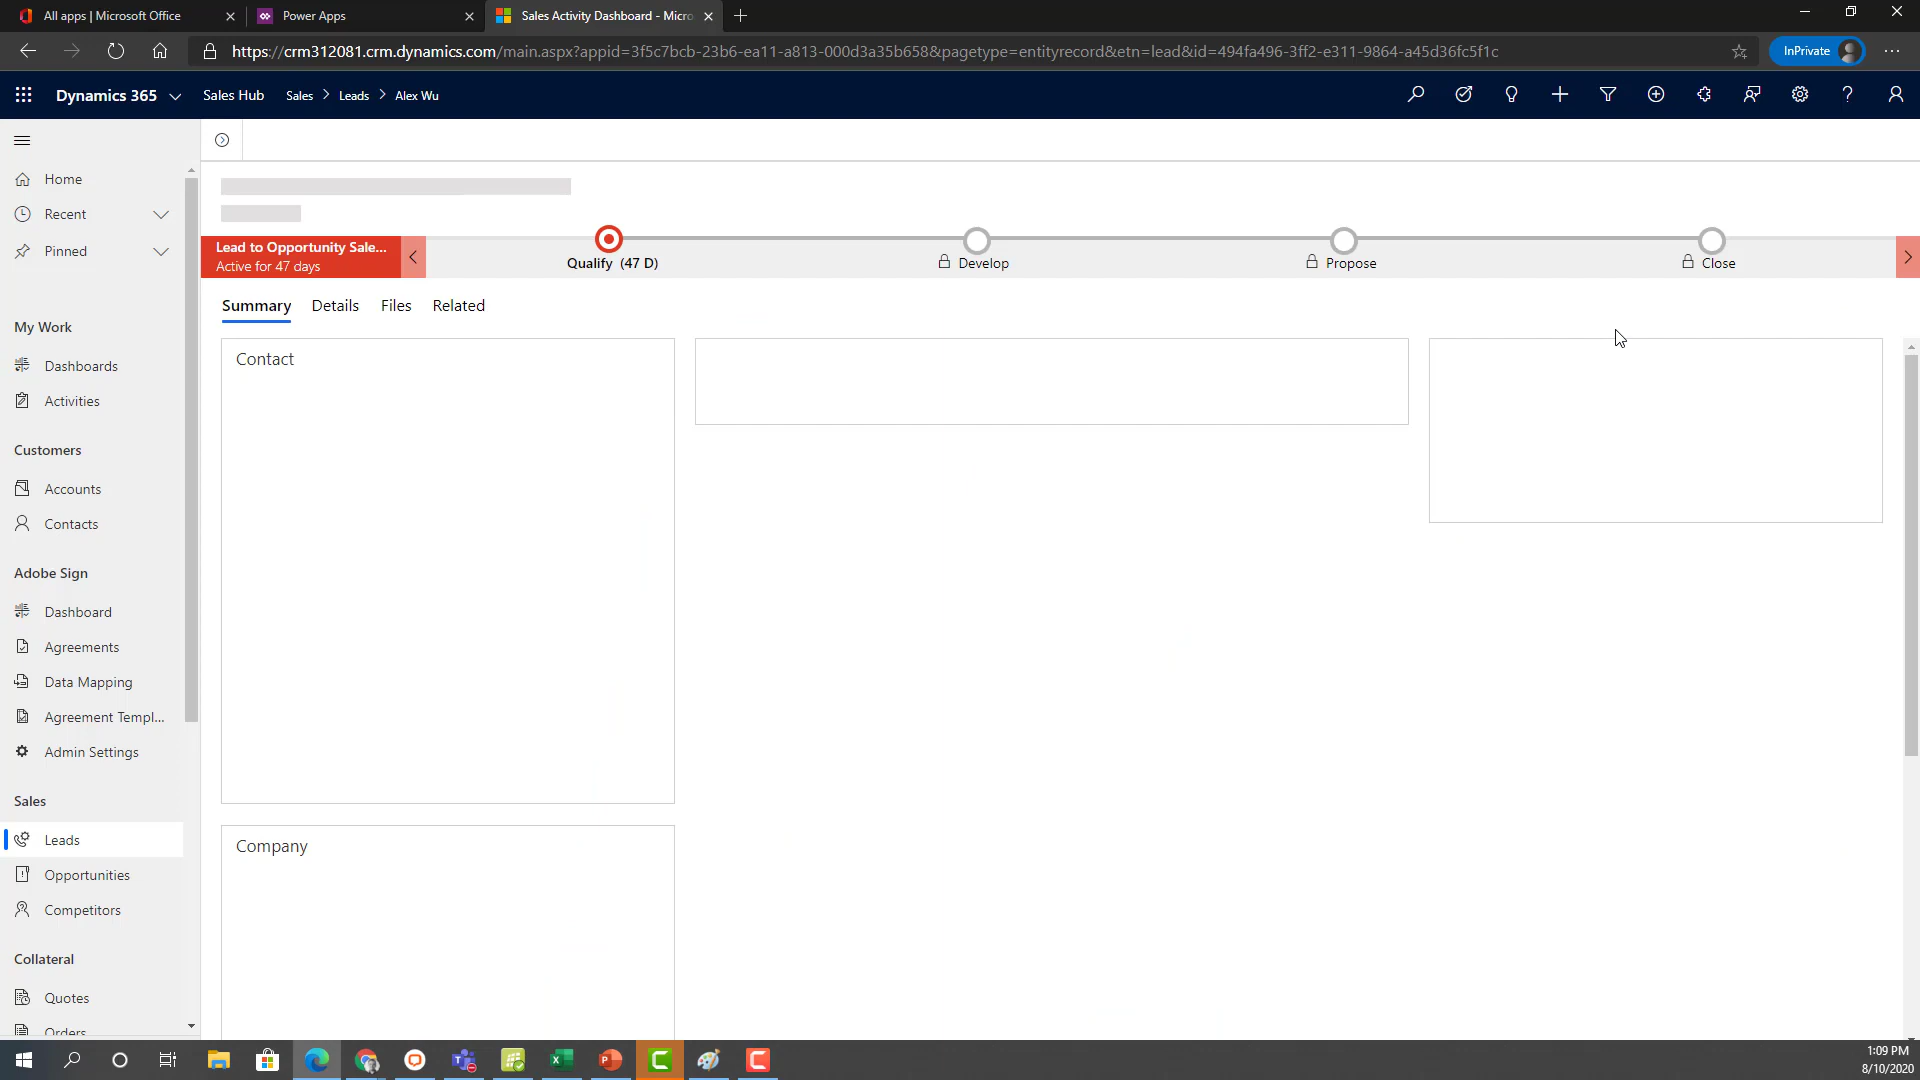 All apps | Microsoft Office
Power Apps
Sales Activity Dashboard - Micro
https://crm312081.crm.dynamics.com/main.aspx?appid=3f5c7bcb-23b6-ea11-a813-000d3a35b658&pagetype=entityrecord&etn=lead&id=494fa496-3ff2-e311-9864-a45d36fc5f1c
InPrivate
Dynamics 365
Sales Hub
Sales > Leads > Alex Wu
Home
Recent
Pinned
My Work
Dashboards
Activities
Customers
Accounts
Contacts
Adobe Sign
Dashboard
Agreements
Data Mapping
Agreement Templ...
Admin Settings
Sales
Leads
Opportunities
Competitors
Collateral
Quotes
Orders
Lead to Opportunity Sale...
Active for 47 days
Qualify (47 D)
Develop
Propose
Close
Summary
Details
Files
Related
Contact
Company
1:09 PM
8/10/2020